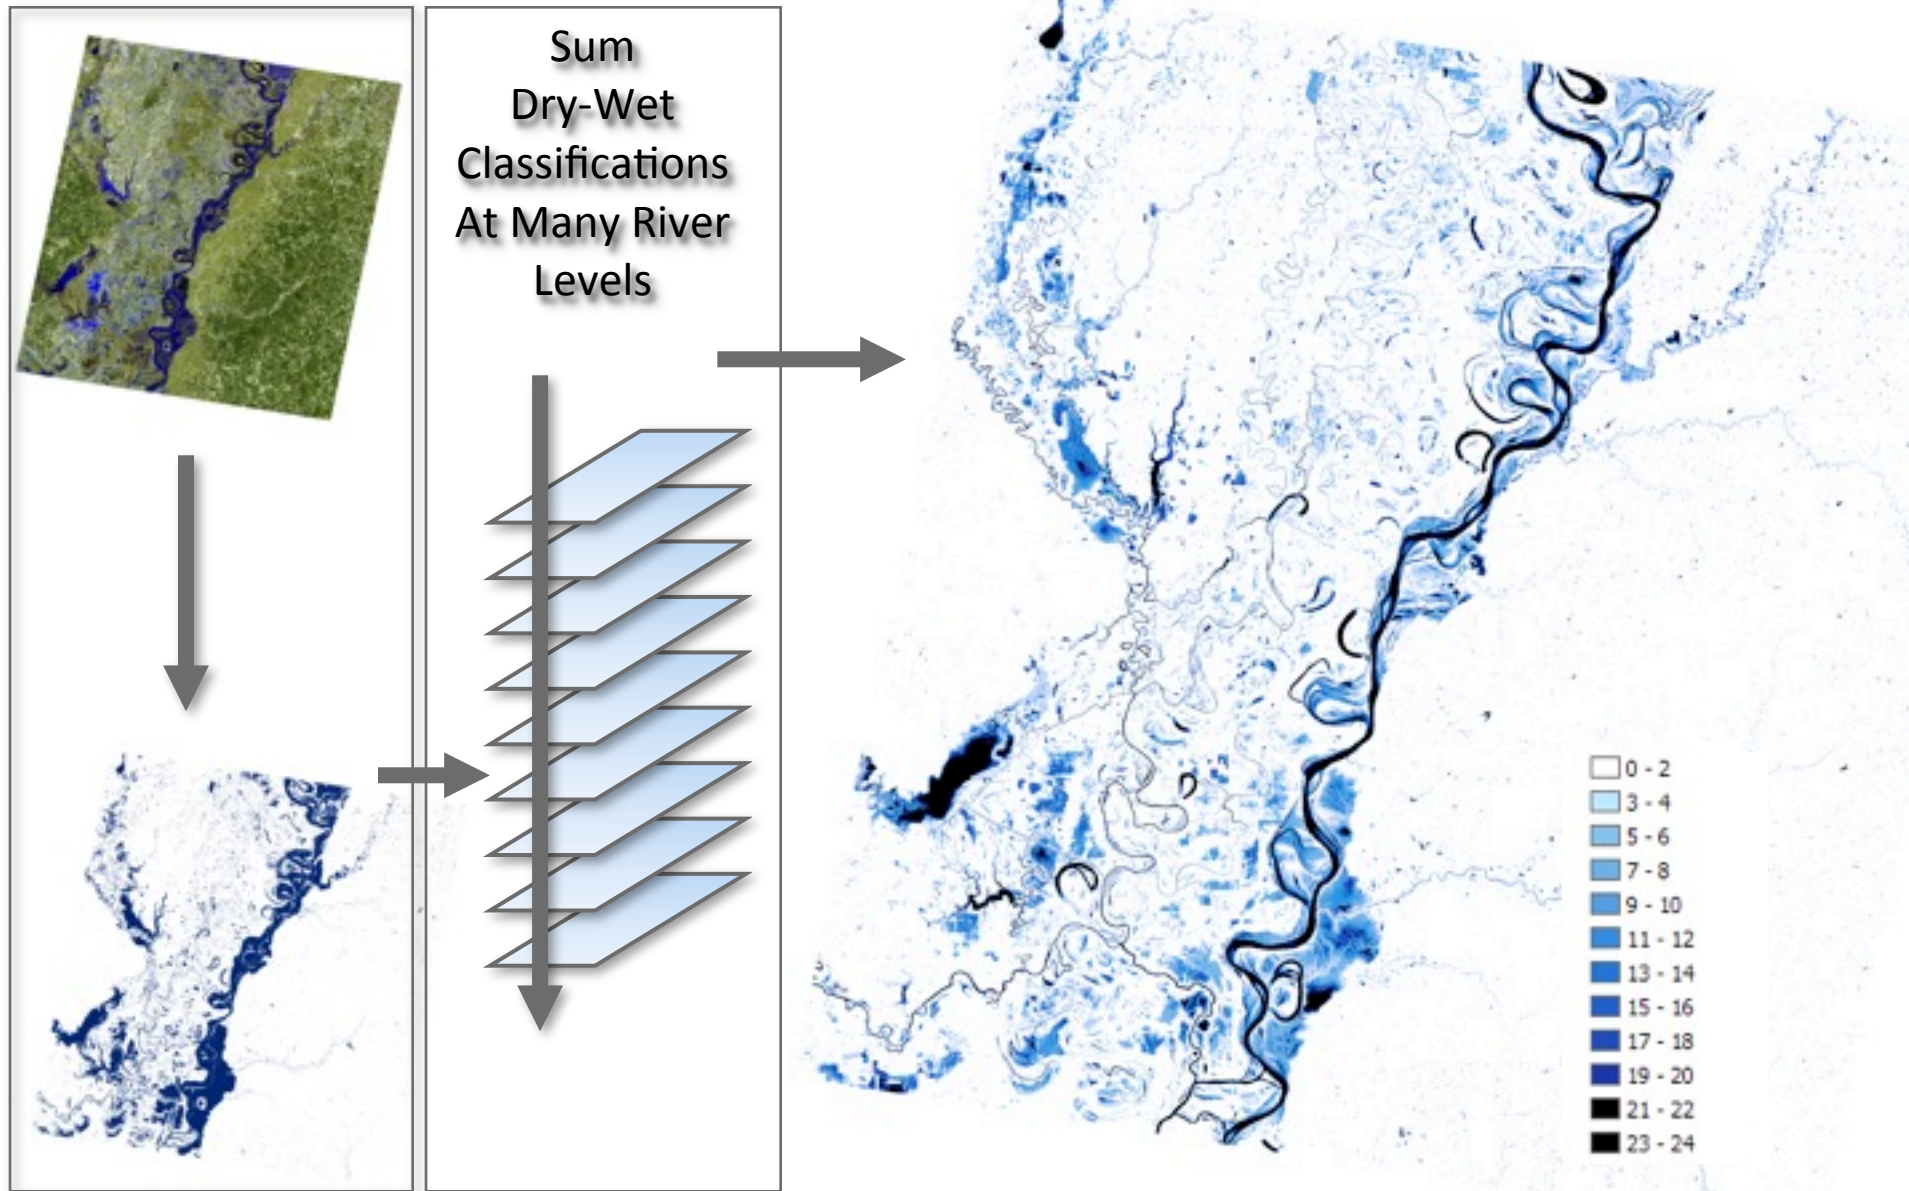 Sum
Dry-Wet
Classifications
At Many River
Levels
0 - 2
3 - 4
5 - 6
7 - 8
9 - 10
11 - 12
13 - 14
15 - 16
17 - 18
19 - 20
21 - 22
23 - 24